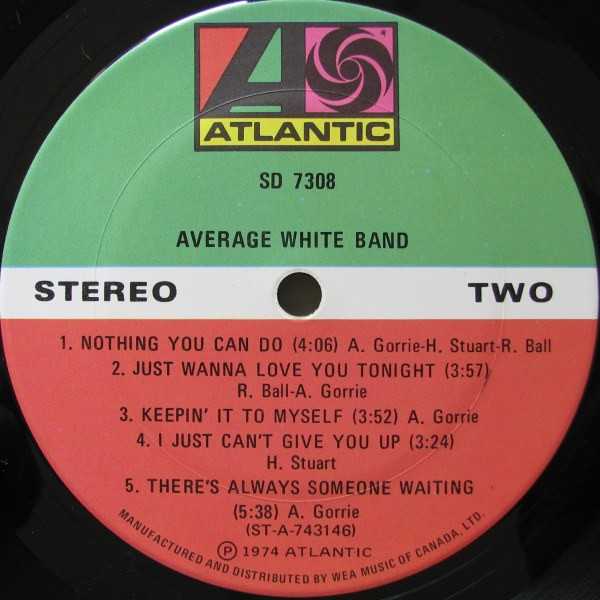 ATLANTIC
SD 7308
AVERAGE WHITE BAND
STEREO TWO
1. NOTHING YOU CAN DO (4:06) A. Gorrie-H. Stuart-R. Ball
2. JUST WANNA LOVE YOU TONIGHT (3:57)
R. Ball-A. Gorrie
3. KEEPIN' IT TO MYSELF (3:52) A. Gorrie
4. I JUST CAN'T GIVE YOU UP (3:24)
H. Stuart
5. THERE'S ALWAYS SOMEONE WAITING
(5:38) A. Gorrie
(ST-A-743146)
Ⓟ 1974 ATLANTIC
MANUFACTURED AND DISTRIBUTED BY WEA MUSIC OF CANADA, LTD.